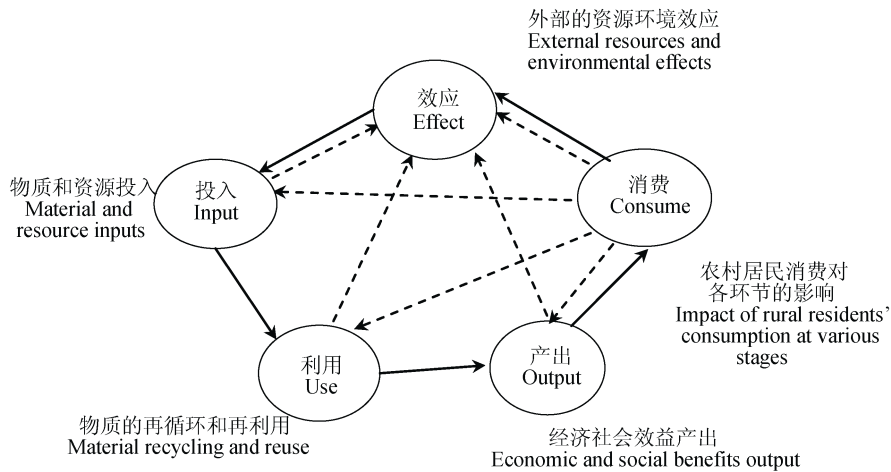 外部的资源环境效应
External resources and
environmental effects
效应
Effect
物质和资源投入
Material and
resource inputs
投入
Input
消费
Consume
农村居民消费对
各环节的影响
Impact of rural residents’
consumption at various
stages
利用
Use
产出
Output
物质的再循环和再利用
Material recycling and reuse
经济社会效益产出
Economic and social benefits output